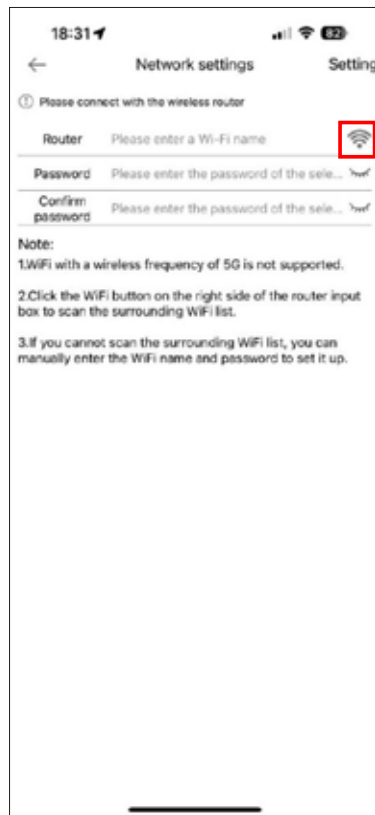 18:31
82
Network settings
Setting
Please connect with the wireless router
Router
Please enter a Wi-Fi name
Password
Please enter the password of the sele...
Confirm
password
Please enter the password of the sele...
Note:
1.WiFi with a wireless frequency of 5G is not supported.
2.Click the WiFi button on the right side of the router input
box to scan the surrounding WiFi list.
3.If you cannot scan the surrounding WiFi list, you can
manually enter the WiFi name and password to set it up.